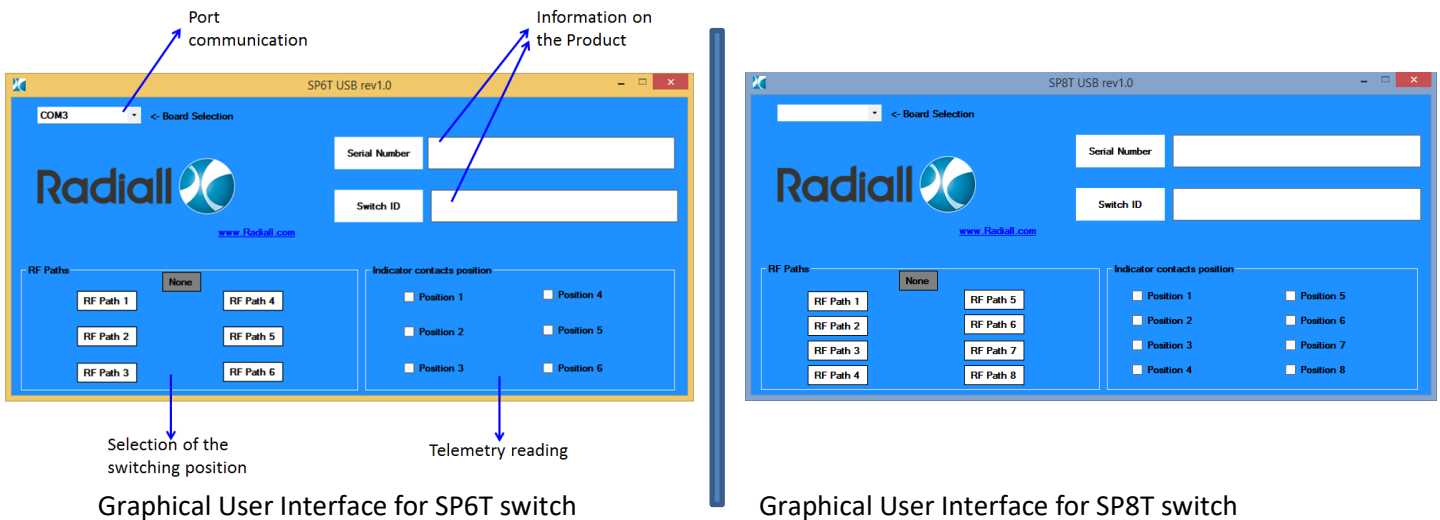 Port
communication
Information on
the Product
SP6T USB rev1.0
COM3
<- Board Selection
Serial Number
Radiall
Switch ID
www.Radiall.com
RF Paths
None
RF Path 1
RF Path 4
RF Path 2
RF Path 5
RF Path 3
RF Path 6
Indicator contacts position
Position 1
Position 4
Position 2
Position 5
Position 3
Position 6
Selection of the
switching position
Telemetry reading
Graphical User Interface for SP6T switch
SP8T USB rev1.0
<- Board Selection
Serial Number
Radiall
Switch ID
www.Radiall.com
RF Paths
None
RF Path 1
RF Path 5
RF Path 2
RF Path 6
RF Path 3
RF Path 7
RF Path 4
RF Path 8
Indicator contacts position
Position 1
Position 5
Position 2
Position 6
Position 3
Position 7
Position 4
Position 8
Graphical User Interface for SP8T switch